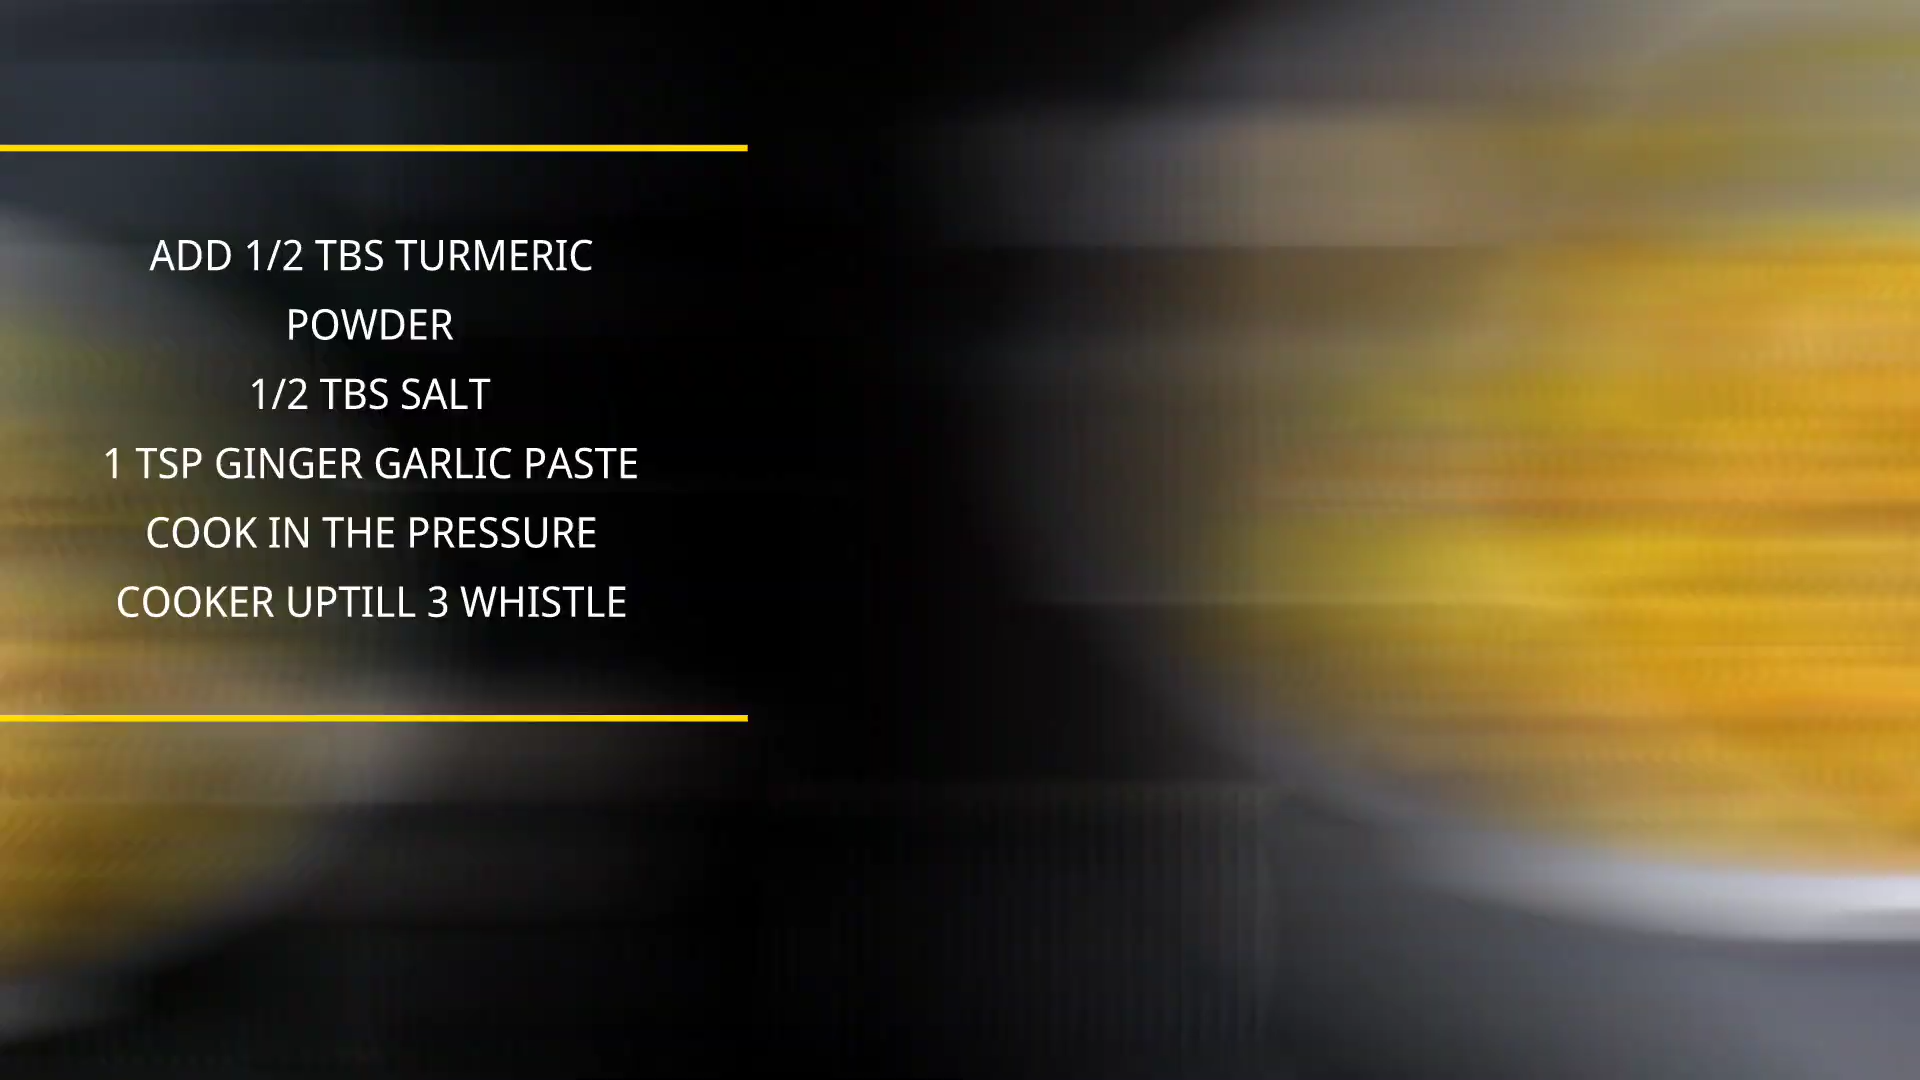 ADD 1/2 TBS TURMERIC
POWDER
1/2 TBS SALT
1 TSP GINGER GARLIC PASTE
COOK IN THE PRESSURE
COOKER UPTILL 3 WHISTLE